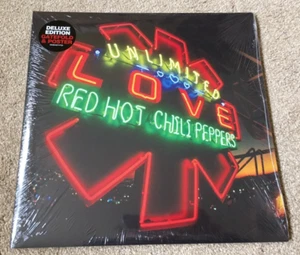 DELUXE
EDITION
GATEFOLD
& POSTER
UNLIMITED
LOVE
RED HOT CHILI PEPPERS